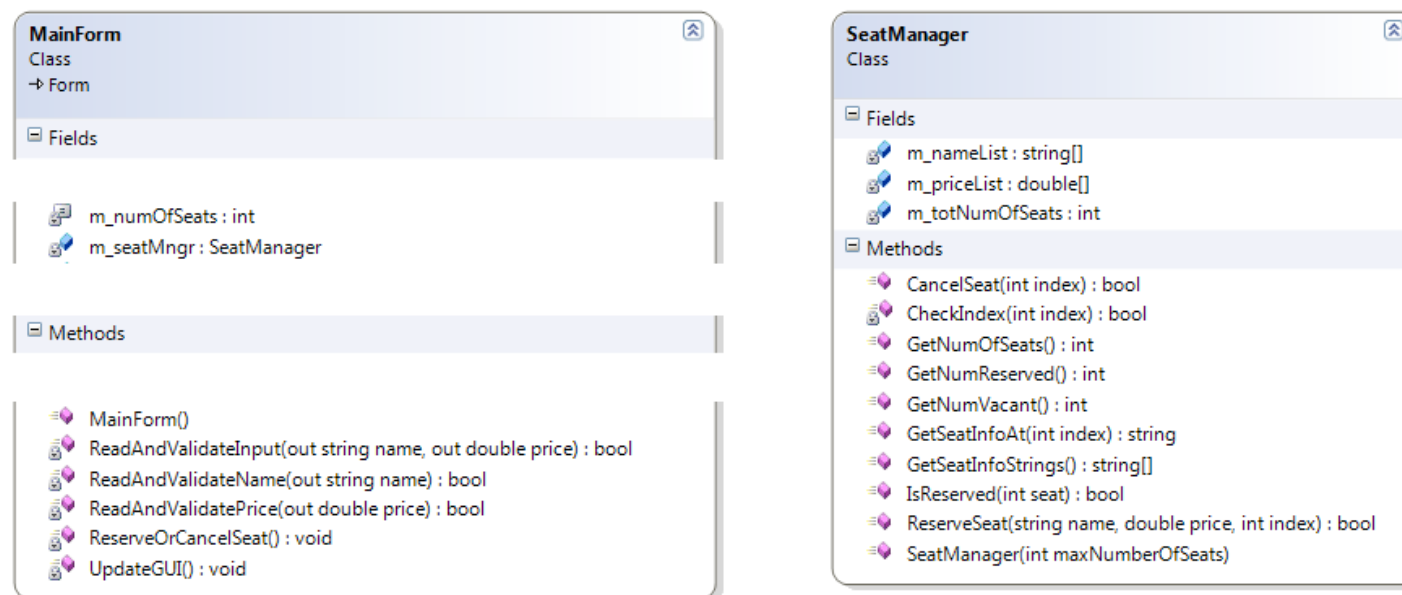 MainForm
Class
Form
Fields
m_numOfSeats : int
m_seatMngr : SeatManager
Methods
MainForm()
ReadAndValidateInput(out string name, out double price) : bool
ReadAndValidateName(out string name) : bool
ReadAndValidatePrice(out double price) : bool
ReserveOrCancelSeat() : void
UpdateGUI() : void
SeatManager
Class
Fields
m_nameList : string[]
m_priceList : double[]
m_totNumOfSeats : int
Methods
CancelSeat(int index) : bool
CheckIndex(int index) : bool
GetNumOfSeats() : int
GetNumReserved() : int
GetNumVacant() : int
GetSeatInfoAt(int index) : string
GetSeatInfoStrings() : string[]
IsReserved(int seat) : bool
ReserveSeat(string name, double price, int index) : bool
SeatManager(int maxNumberOfSeats)